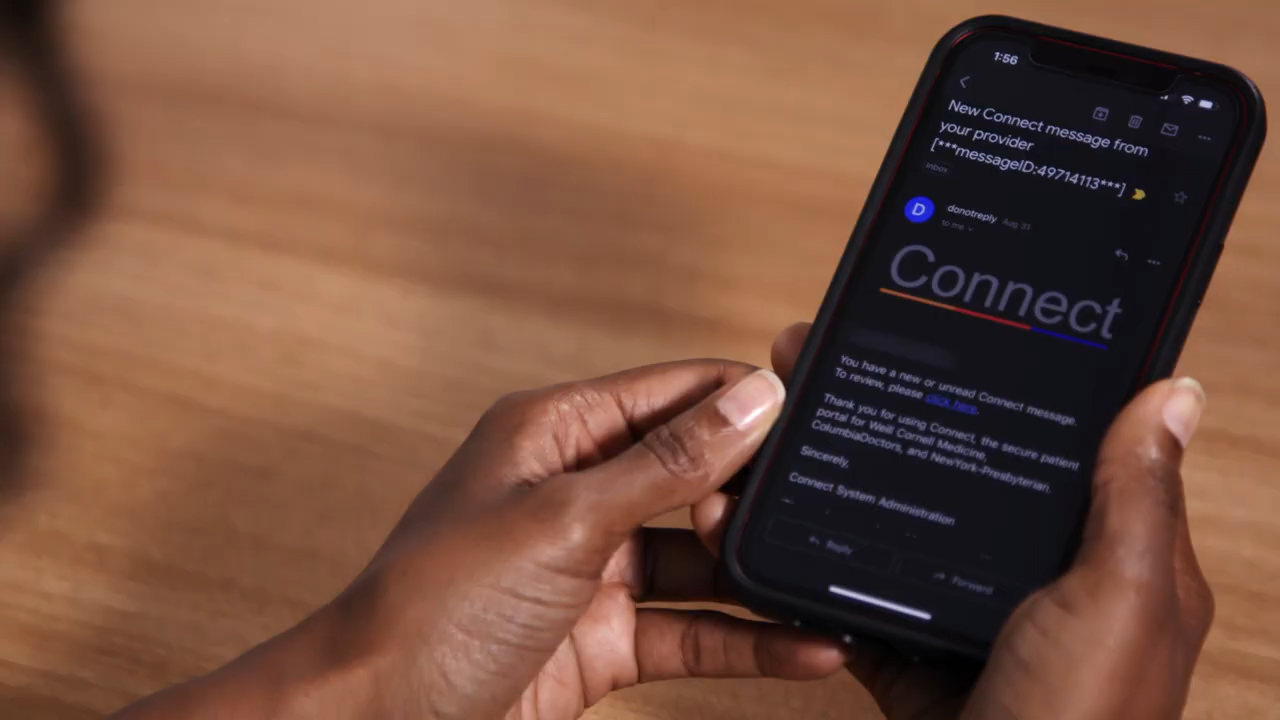 1:56
New Connect message from
your provider
[***messageID:49714113***]
Inbox
D
donotreply Aug 31
to me
Connect
You have a new or unread Connect message.
To review, please click here.
Thank you for using Connect, the secure patient
portal for Weill Cornell Medicine,
ColumbiaDoctors, and NewYork-Presbyterian.
Sincerely,
Connect System Administration
Reply
Forward